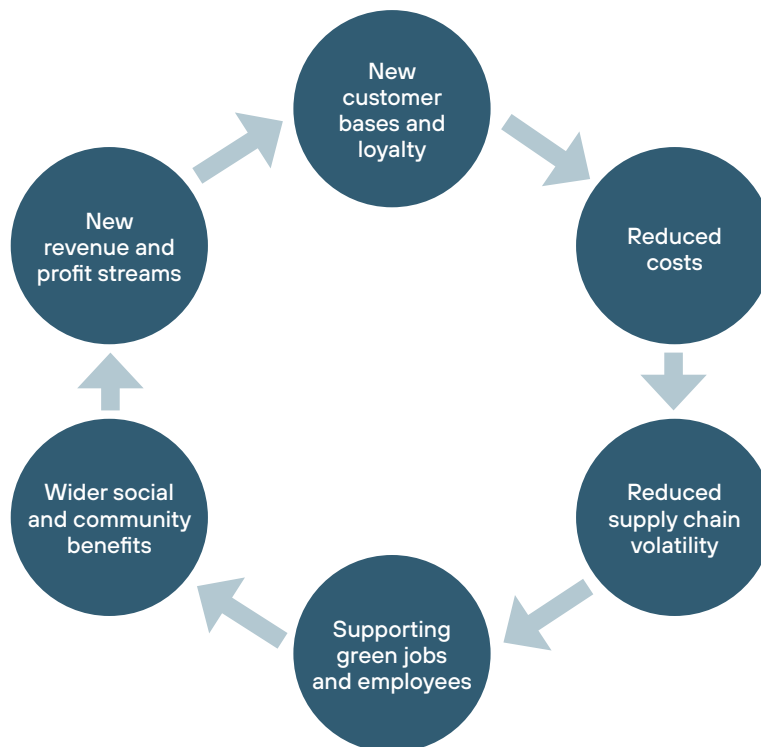 New
customer
bases and
loyalty
Reduced
costs
Reduced
supply chain
volatility
Supporting
green jobs
and employees
Wider social
and community
benefits
New
revenue and
profit streams